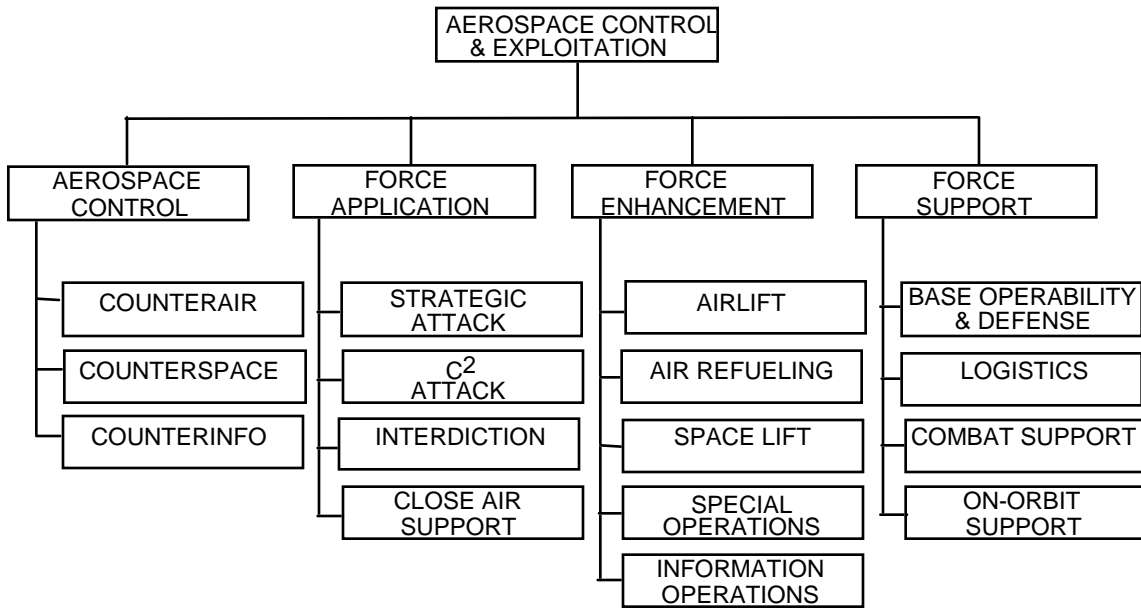 AEROSPACE CONTROL
& EXPLOITATION
AEROSPACE
CONTROL
COUNTERAIR
COUNTERSPACE
COUNTERINFO
FORCE
APPLICATION
STRATEGIC
ATTACK
C²
ATTACK
INTERDICTION
CLOSE AIR
SUPPORT
FORCE
ENHANCEMENT
AIRLIFT
AIR REFUELING
SPACE LIFT
SPECIAL
OPERATIONS
INFORMATION
OPERATIONS
FORCE
SUPPORT
BASE OPERABILITY
& DEFENSE
LOGISTICS
COMBAT SUPPORT
ON-ORBIT
SUPPORT